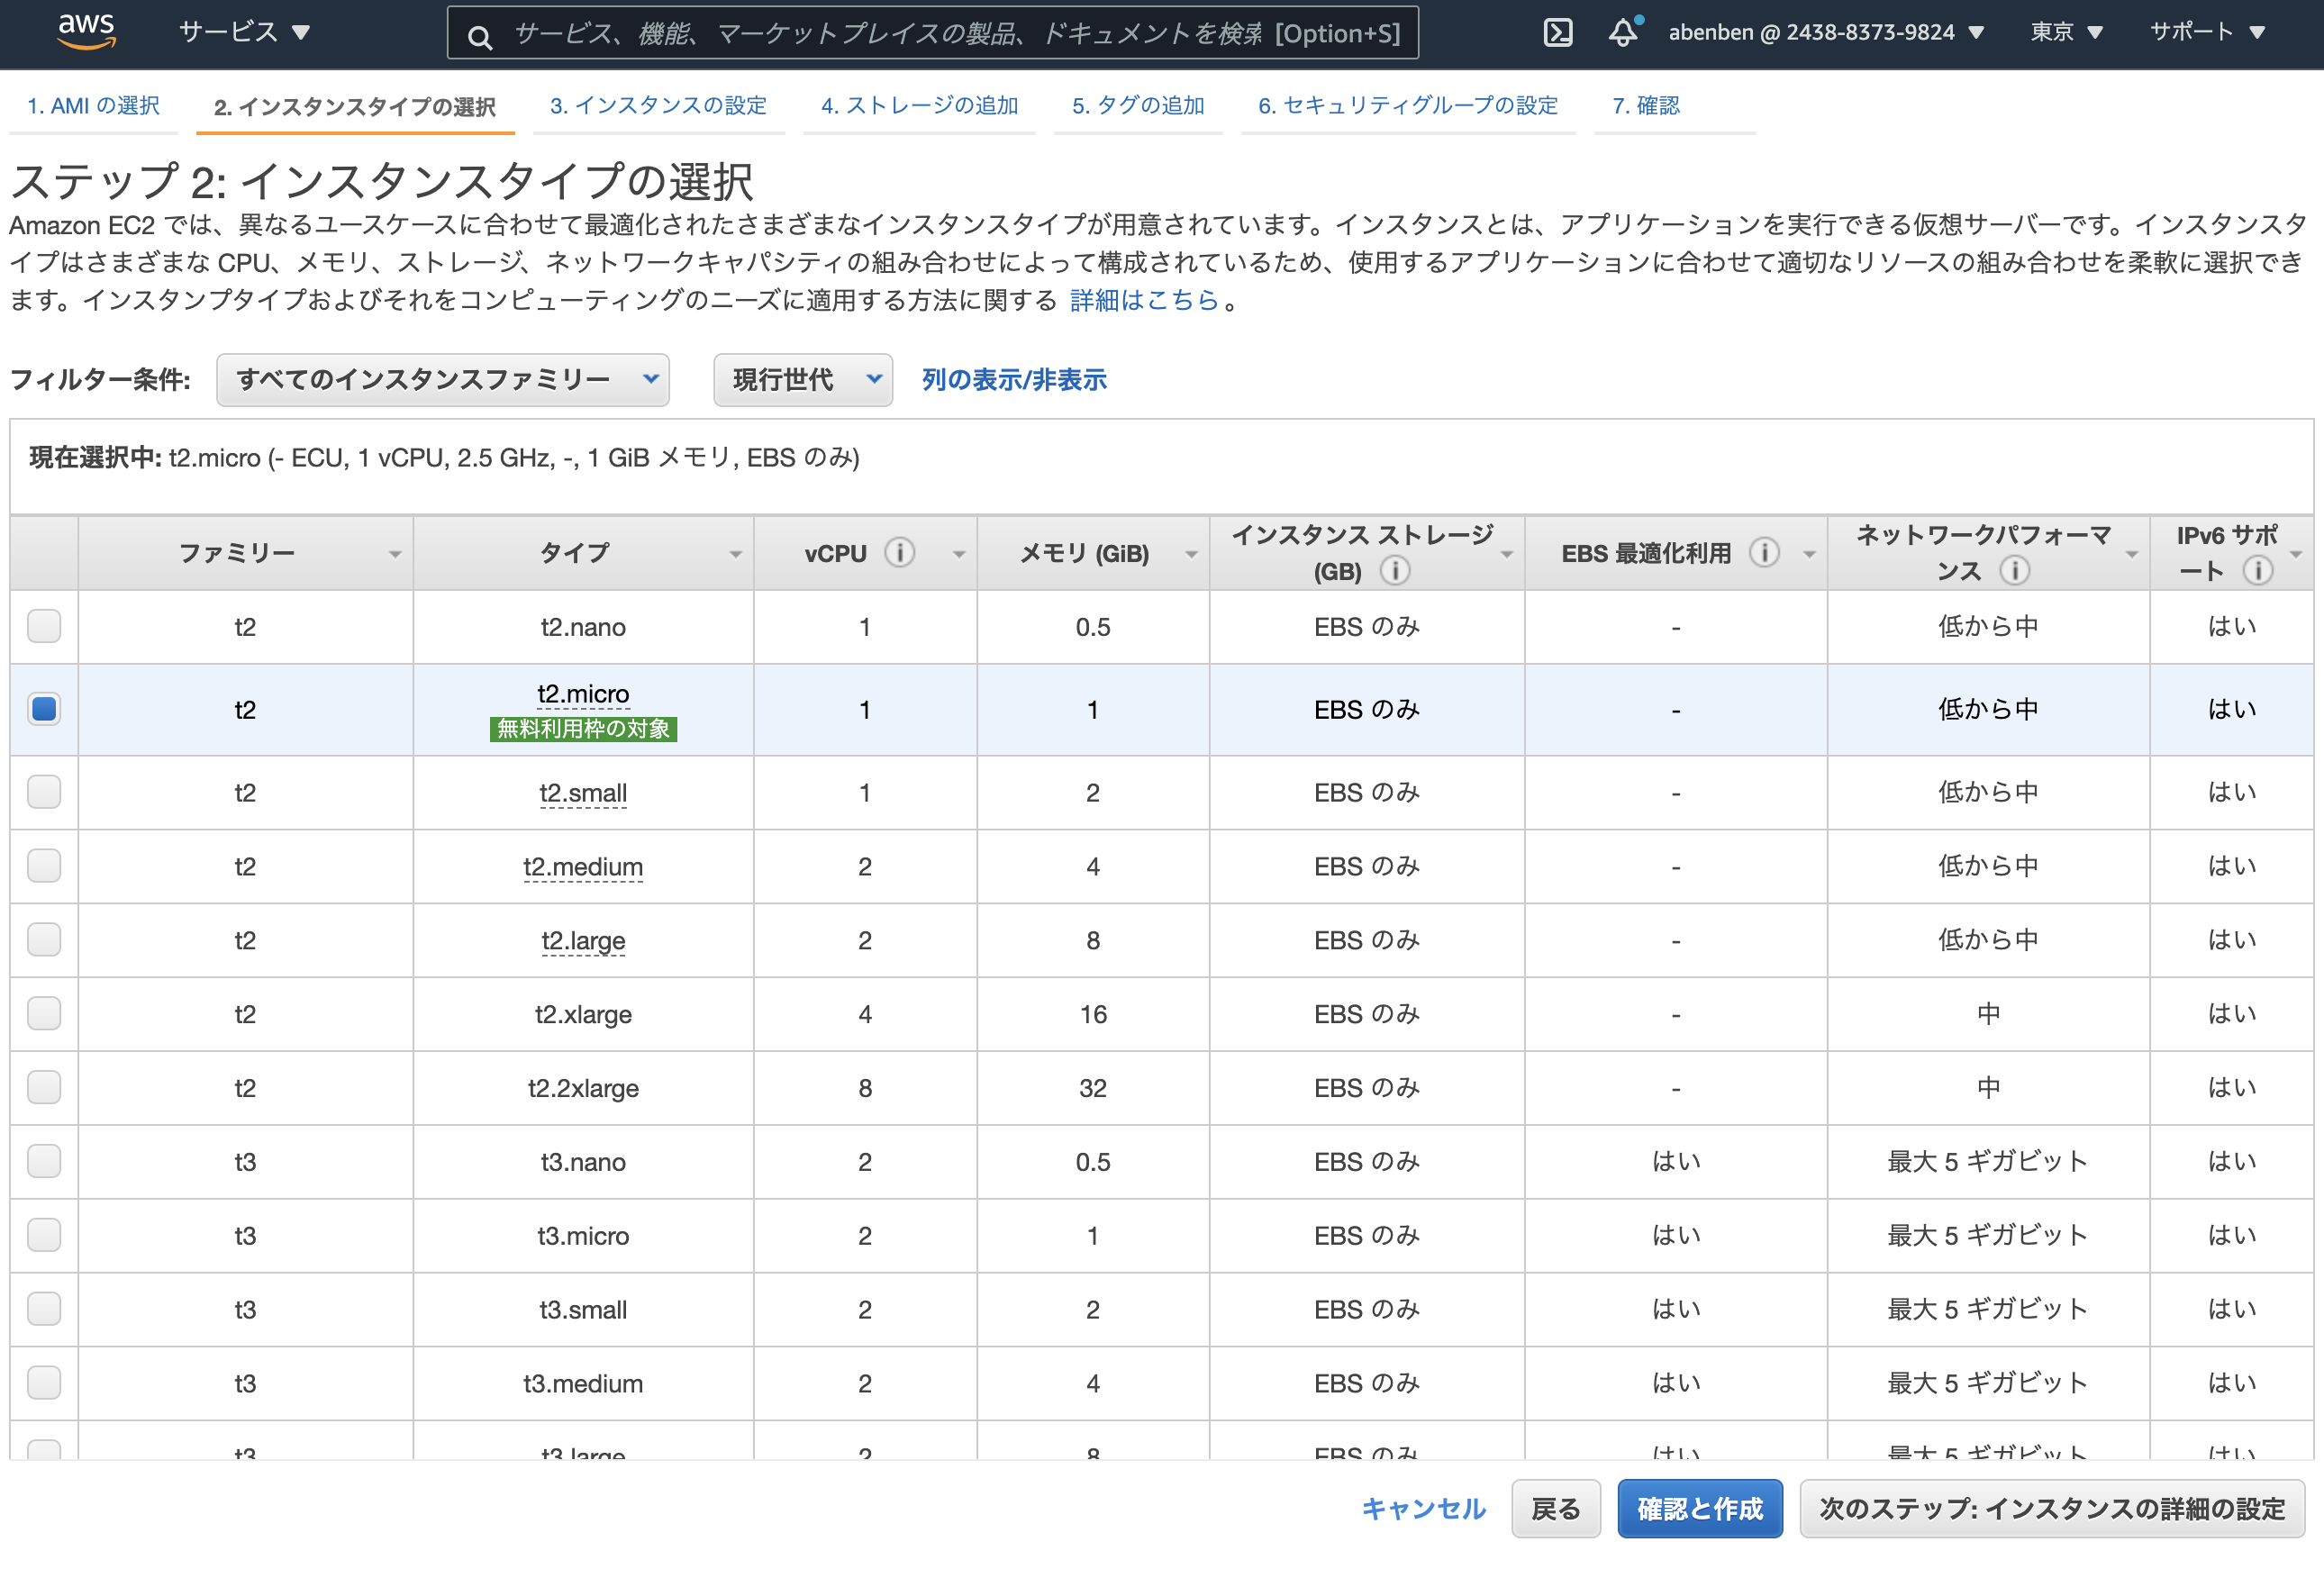 aws サービス サービス、機能、マーケットプレイスの製品、ドキュメントを検索 [Option+S] abenben @ 2438-8373-9824 東京 サポート
1. AMI の選択 2. インスタンスタイプの選択 3. インスタンスの設定 4. ストレージの追加 5. タグの追加 6. セキュリティグループの設定 7. 確認
ステップ 2: インスタンスタイプの選択
Amazon EC2 では、異なるユースケースに合わせて最適化されたさまざまなインスタンスタイプが用意されています。インスタンスとは、アプリケーションを実行できる仮想サーバーです。インスタンスタ
イプはさまざまな CPU、メモリ、ストレージ、ネットワークキャパシティの組み合わせによって構成されているため、使用するアプリケーションに合わせて適切なリソースの組み合わせを柔軟に選択でき
ます。インスタンプタイプおよびそれをコンピューティングのニーズに適用する方法に関する 詳細はこちら。
フィルター条件: すべてのインスタンスファミリー 現行世代 列の表示/非表示
現在選択中: t2.micro (- ECU, 1 vCPU, 2.5 GHz, -, 1 GiB メモリ, EBS のみ)
ファミリー タイプ vCPU メモリ (GiB) インスタンス ストレージ (GB) EBS 最適化利用 ネットワークパフォーマンス IPv6 サポート
t2 t2.nano 1 0.5 EBS のみ - 低から中 はい
t2 t2.micro 無料利用枠の対象 1 1 EBS のみ - 低から中 はい
t2 t2.small 1 2 EBS のみ - 低から中 はい
t2 t2.medium 2 4 EBS のみ - 低から中 はい
t2 t2.large 2 8 EBS のみ - 低から中 はい
t2 t2.xlarge 4 16 EBS のみ - 中 はい
t2 t2.2xlarge 8 32 EBS のみ - 中 はい
t3 t3.nano 2 0.5 EBS のみ はい 最大 5 ギガビット はい
t3 t3.micro 2 1 EBS のみ はい 最大 5 ギガビット はい
t3 t3.small 2 2 EBS のみ はい 最大 5 ギガビット はい
t3 t3.medium 2 4 EBS のみ はい 最大 5 ギガビット はい
t3 t3.large 2 8 EBS のみ はい 最大 5 ギガビット はい
キャンセル 戻る 確認と作成 次のステップ: インスタンスの詳細の設定